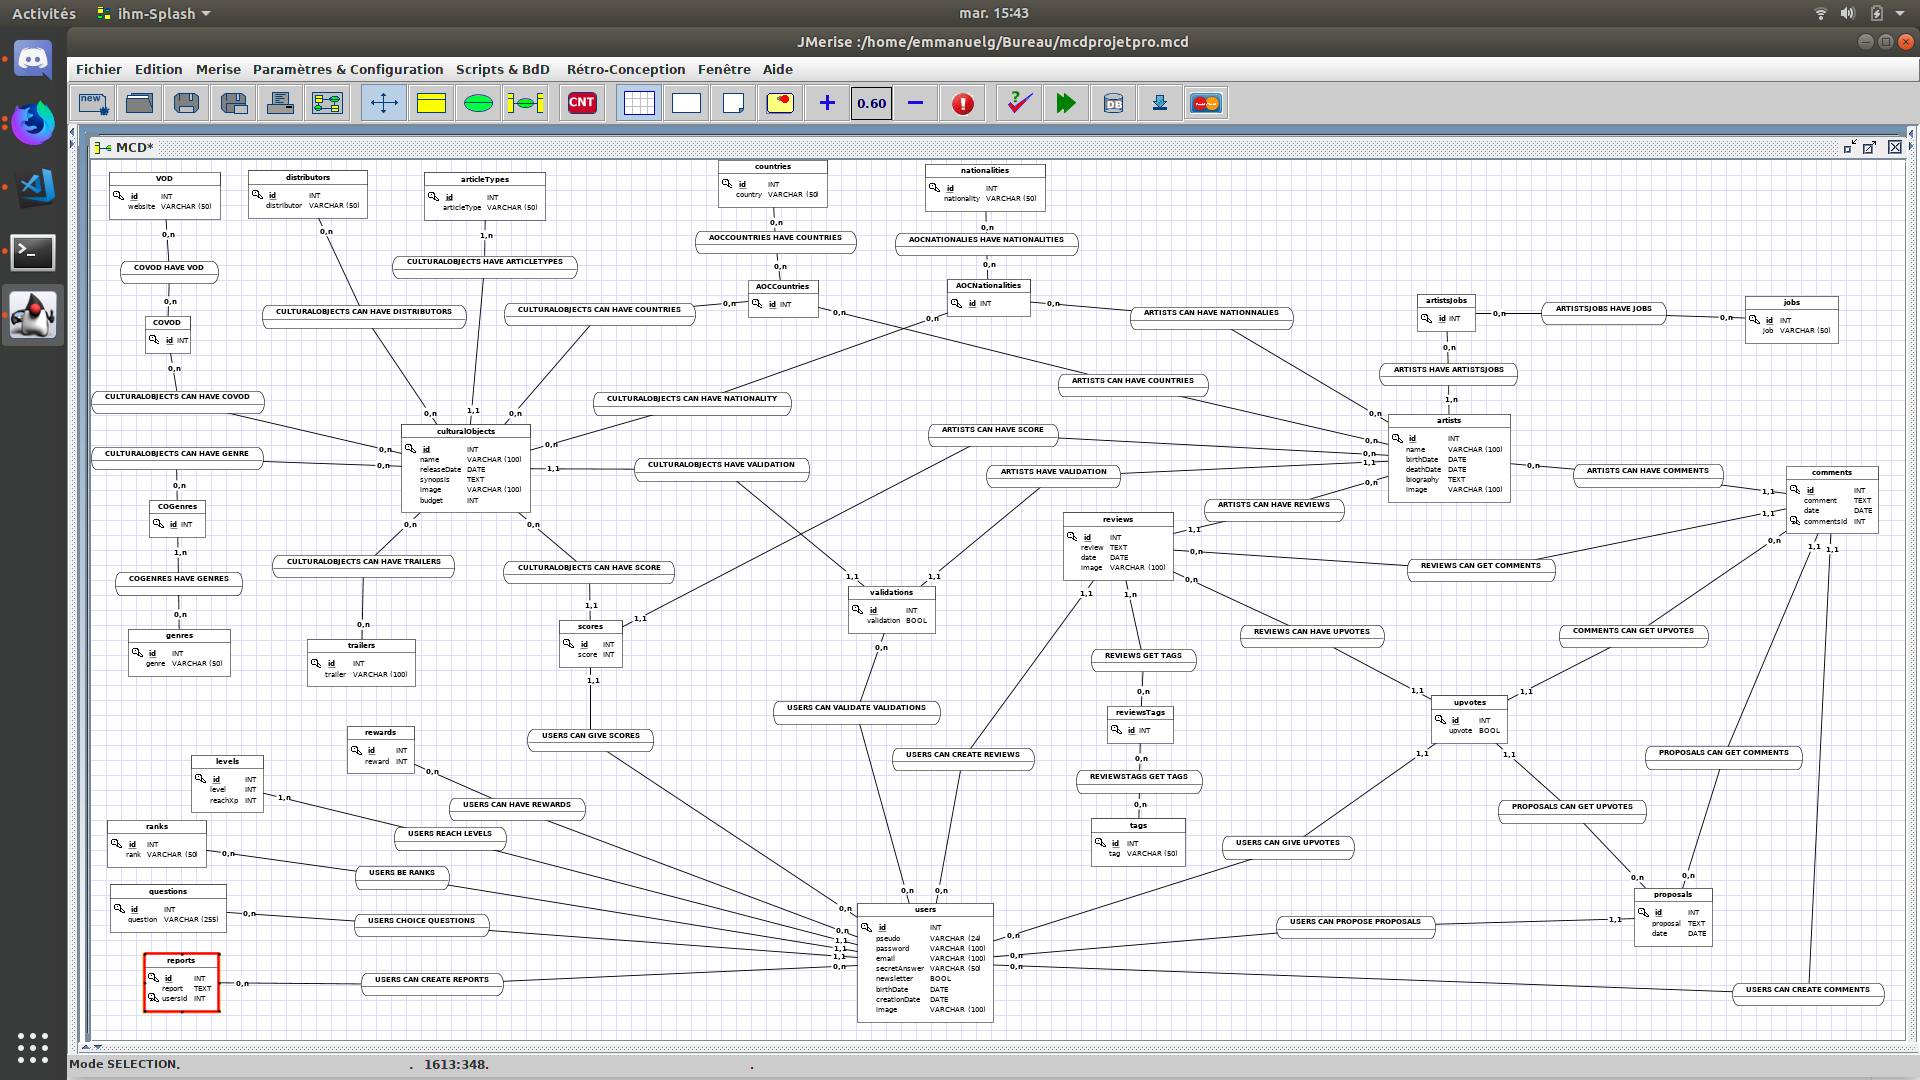 Activités
ihm-Splash
mar. 15:43
JMerise :/home/emmanuelg/Bureau/mcdprojetpro.mcd
Fichier Edition Merise Paramètres & Configuration Scripts & BdD Rétro-Conception Fenêtre Aide
new CNT 0.60 DB
MCD*
VOD
id INT
website VARCHAR (50)
distributors
id INT
distributor VARCHAR (50)
articleTypes
id INT
articleType VARCHAR (50)
countries
id INT
country VARCHAR (50)
nationalities
id INT
nationality VARCHAR (50)
0,n
0,n
1,n
0,n
0,n
COVOD HAVE VOD
CULTURALOBJECTS HAVE ARTICLETYPES
AOCCOUNTRIES HAVE COUNTRIES
AOCNATIONALIES HAVE NATIONALITIES
0,n
0,n
0,n
COVOD
id INT
CULTURALOBJECTS CAN HAVE DISTRIBUTORS
CULTURALOBJECTS CAN HAVE COUNTRIES
0,n
AOCCountries
id INT
0,n
AOCNationalities
id INT
0,n
0,n
ARTISTS CAN HAVE NATIONNALIES
artistsJobs
id INT
0,n
ARTISTSJOBS HAVE JOBS
0,n
jobs
id INT
job VARCHAR (50)
0,n
0,n
ARTISTS HAVE ARTISTSJOBS
ARTISTS CAN HAVE COUNTRIES
CULTURALOBJECTS CAN HAVE COVOD
CULTURALOBJECTS CAN HAVE NATIONALITY
1,n
0,n
1,1
0,n
0,n
culturalObjects
id INT
name VARCHAR (100)
releaseDate DATE
synopsis TEXT
image VARCHAR (100)
budget INT
0,n
0,n
0,n
1,1
CULTURALOBJECTS CAN HAVE GENRE
CULTURALOBJECTS HAVE VALIDATION
ARTISTS CAN HAVE SCORE
ARTISTS HAVE VALIDATION
0,n
0,n
1,1
0,n
artists
id INT
name VARCHAR (100)
birthDate DATE
deathDate DATE
biography TEXT
image VARCHAR (100)
0,n
ARTISTS CAN HAVE COMMENTS
1,1
1,1
comments
id INT
comment TEXT
date DATE
commentsId INT
0,n
1,1
1,1
0,n
COGenres
id INT
1,n
COGENRES HAVE GENRES
0,n
genres
id INT
genre VARCHAR (50)
0,n
0,n
CULTURALOBJECTS CAN HAVE TRAILERS
CULTURALOBJECTS CAN HAVE SCORE
0,n
trailers
id INT
trailer VARCHAR (100)
1,1
scores
id INT
score INT
1,1
1,1
1,1
1,1
validations
id INT
validation BOOL
0,n
ARTISTS CAN HAVE REVIEWS
reviews
id INT
review TEXT
date DATE
image VARCHAR (100)
1,1
0,n
0,n
1,1
1,n
REVIEWS CAN GET COMMENTS
REVIEWS CAN HAVE UPVOTES
COMMENTS CAN GET UPVOTES
REVIEWS GET TAGS
0,n
reviewsTags
id INT
0,n
REVIEWSTAGS GET TAGS
0,n
tags
id INT
tag VARCHAR (50)
1,1
1,1
upvotes
id INT
upvote BOOL
1,1
1,1
USERS CAN VALIDATE VALIDATIONS
USERS CAN GIVE SCORES
USERS CAN CREATE REVIEWS
PROPOSALS CAN GET COMMENTS
PROPOSALS CAN GET UPVOTES
rewards
id INT
reward INT
0,n
levels
id INT
level INT
reachXp INT
1,n
USERS CAN HAVE REWARDS
USERS REACH LEVELS
ranks
id INT
rank VARCHAR (50)
0,n
USERS BE RANKS
questions
id INT
question VARCHAR (255)
0,n
USERS CHOICE QUESTIONS
reports
id INT
report TEXT
usersId INT
0,n
USERS CAN CREATE REPORTS
USERS CAN GIVE UPVOTES
0,n
0,n
0,n
0,n
1,1
1,1
0,n
users
id INT
pseudo VARCHAR (24)
password VARCHAR (100)
email VARCHAR (100)
secretAnswer VARCHAR (50)
newsletter BOOL
birthDate DATE
creationDate DATE
image VARCHAR (100)
0,n
0,n
0,n
USERS CAN PROPOSE PROPOSALS
1,1
0,n
0,n
proposals
id INT
proposal TEXT
date DATE
USERS CAN CREATE COMMENTS
Mode SELECTION.
. 1613:348.
.